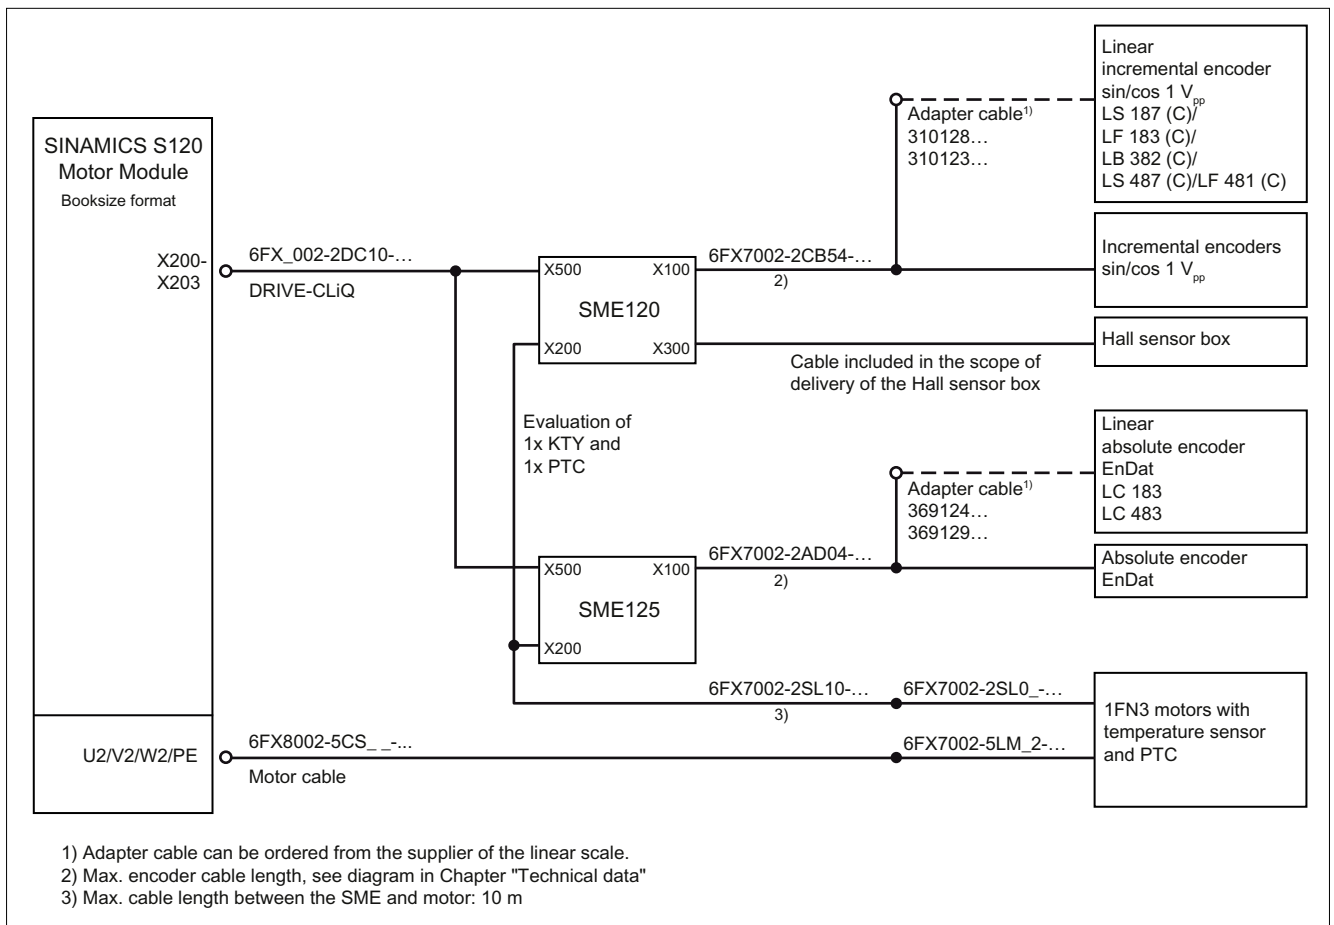 SINAMICS S120
Motor Module
Booksize format
X200-
X203
6FX_002-2DC10-…
DRIVE-CLiQ
X500
X100
SME120
X200
X300
6FX7002-2CB54-…
2)
Adapter cable1)
310128…
310123…
Linear
incremental encoder
sin/cos 1 Vpp
LS 187 (C)/
LF 183 (C)/
LB 382 (C)/
LS 487 (C)/LF 481 (C)
Incremental encoders
sin/cos 1 Vpp
Hall sensor box
Cable included in the scope of
delivery of the Hall sensor box
Evaluation of
1x KTY and
1x PTC
Linear
absolute encoder
EnDat
LC 183
LC 483
Adapter cable1)
369124…
369129…
6FX7002-2AD04-…
2)
Absolute encoder
EnDat
X500
X100
SME125
X200
6FX7002-2SL10-…
3)
6FX7002-2SL0_-…
1FN3 motors with
temperature sensor
and PTC
U2/V2/W2/PE
6FX8002-5CS_ _-...
Motor cable
6FX7002-5LM_2-…
1) Adapter cable can be ordered from the supplier of the linear scale.
2) Max. encoder cable length, see diagram in Chapter "Technical data"
3) Max. cable length between the SME and motor: 10 m